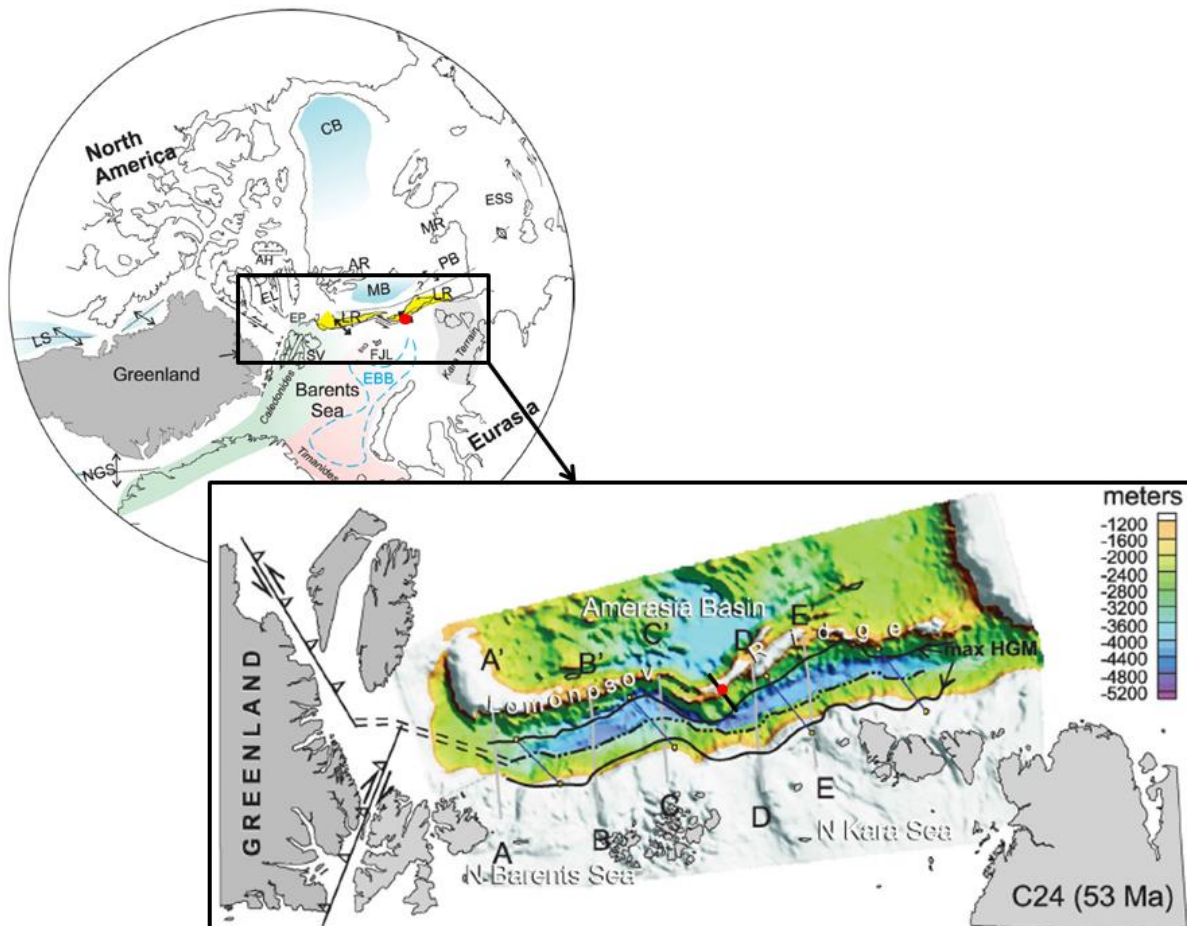 North
America
CB
ESS
MR
AH
AR
PB
EL
MB
LR
EP
LR
LS
SV
FJL
Kara Terrain
Greenland
EBB
Caledonides
Barents
Sea
Eurasia
NGS
Timanides
meters
-1200
-1600
-2000
-2400
-2800
-3200
-3600
-4000
-4400
-4800
-5200
Amerasia Basin
A'
B'
C'
D'
E'
Lomonosov Ridge
max HGM
GREENLAND
A
B
C
D
E
N Barents Sea
N Kara Sea
C24 (53 Ma)